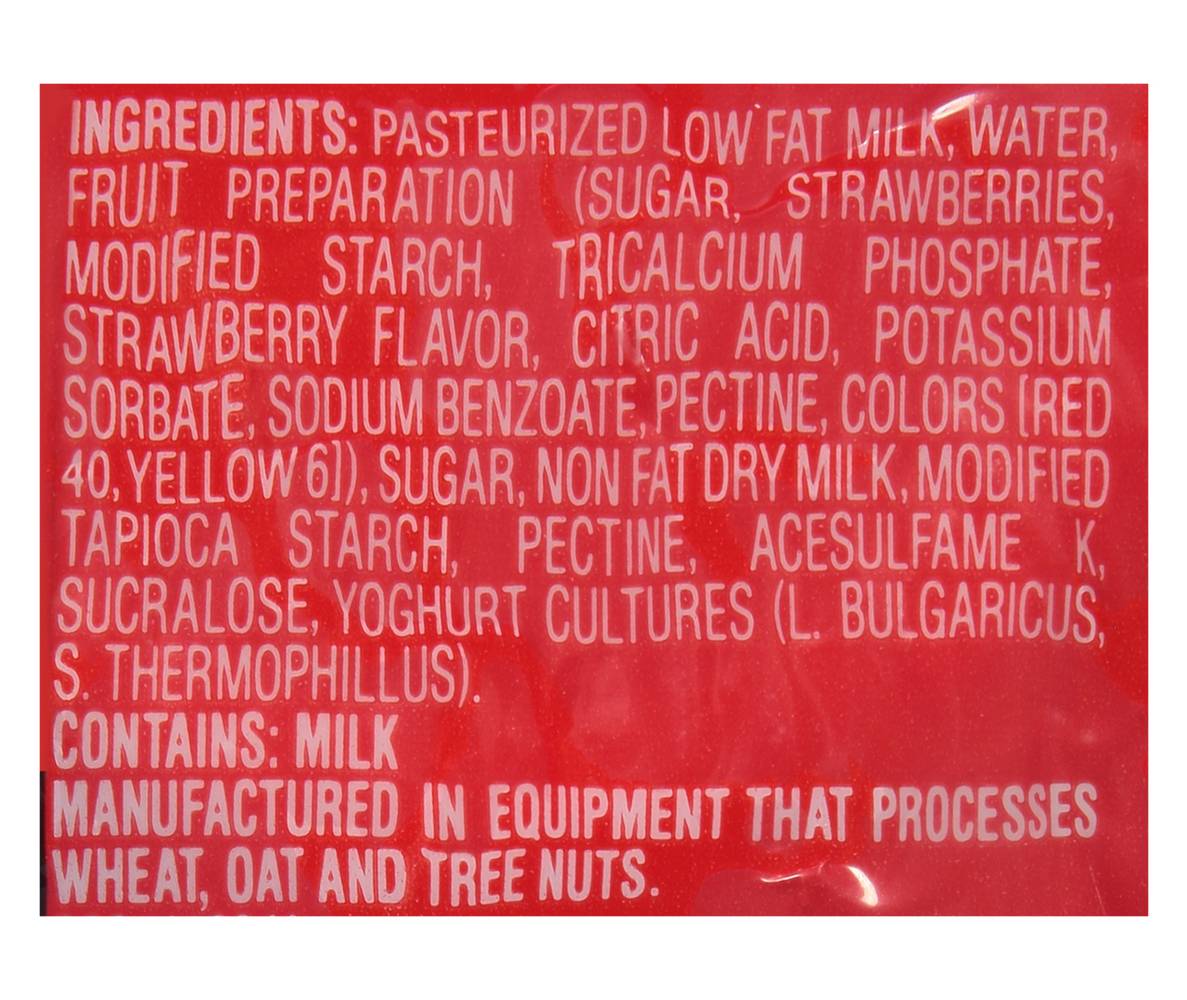 INGREDIENTS: PASTEURIZED LOW FAT MILK, WATER,
FRUIT PREPARATION (SUGAR, STRAWBERRIES,
MODIFIED STARCH, TRICALCIUM PHOSPHATE,
STRAWBERRY FLAVOR, CITRIC ACID, POTASSIUM
SORBATE, SODIUM BENZOATE, PECTINE, COLORS [RED
40, YELLOW 6]), SUGAR, NON FAT DRY MILK, MODIFIED
TAPIOCA STARCH, PECTINE, ACESULFAME K,
SUCRALOSE, YOGHURT CULTURES (L. BULGARICUS,
S. THERMOPHILLUS).
CONTAINS: MILK
MANUFACTURED IN EQUIPMENT THAT PROCESSES
WHEAT, OAT AND TREE NUTS.